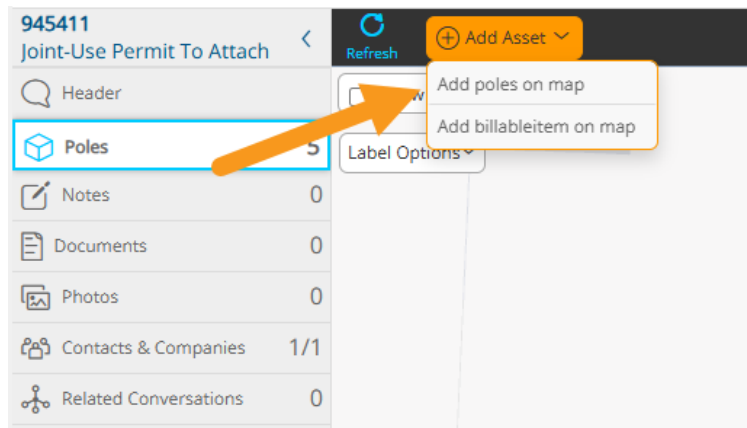 945411
Joint-Use Permit To Attach
Refresh
Add Asset
Add poles on map
Add billableitem on map
Label Options
Header
Poles 5
Notes 0
Documents 0
Photos 0
Contacts & Companies 1/1
Related Conversations 0